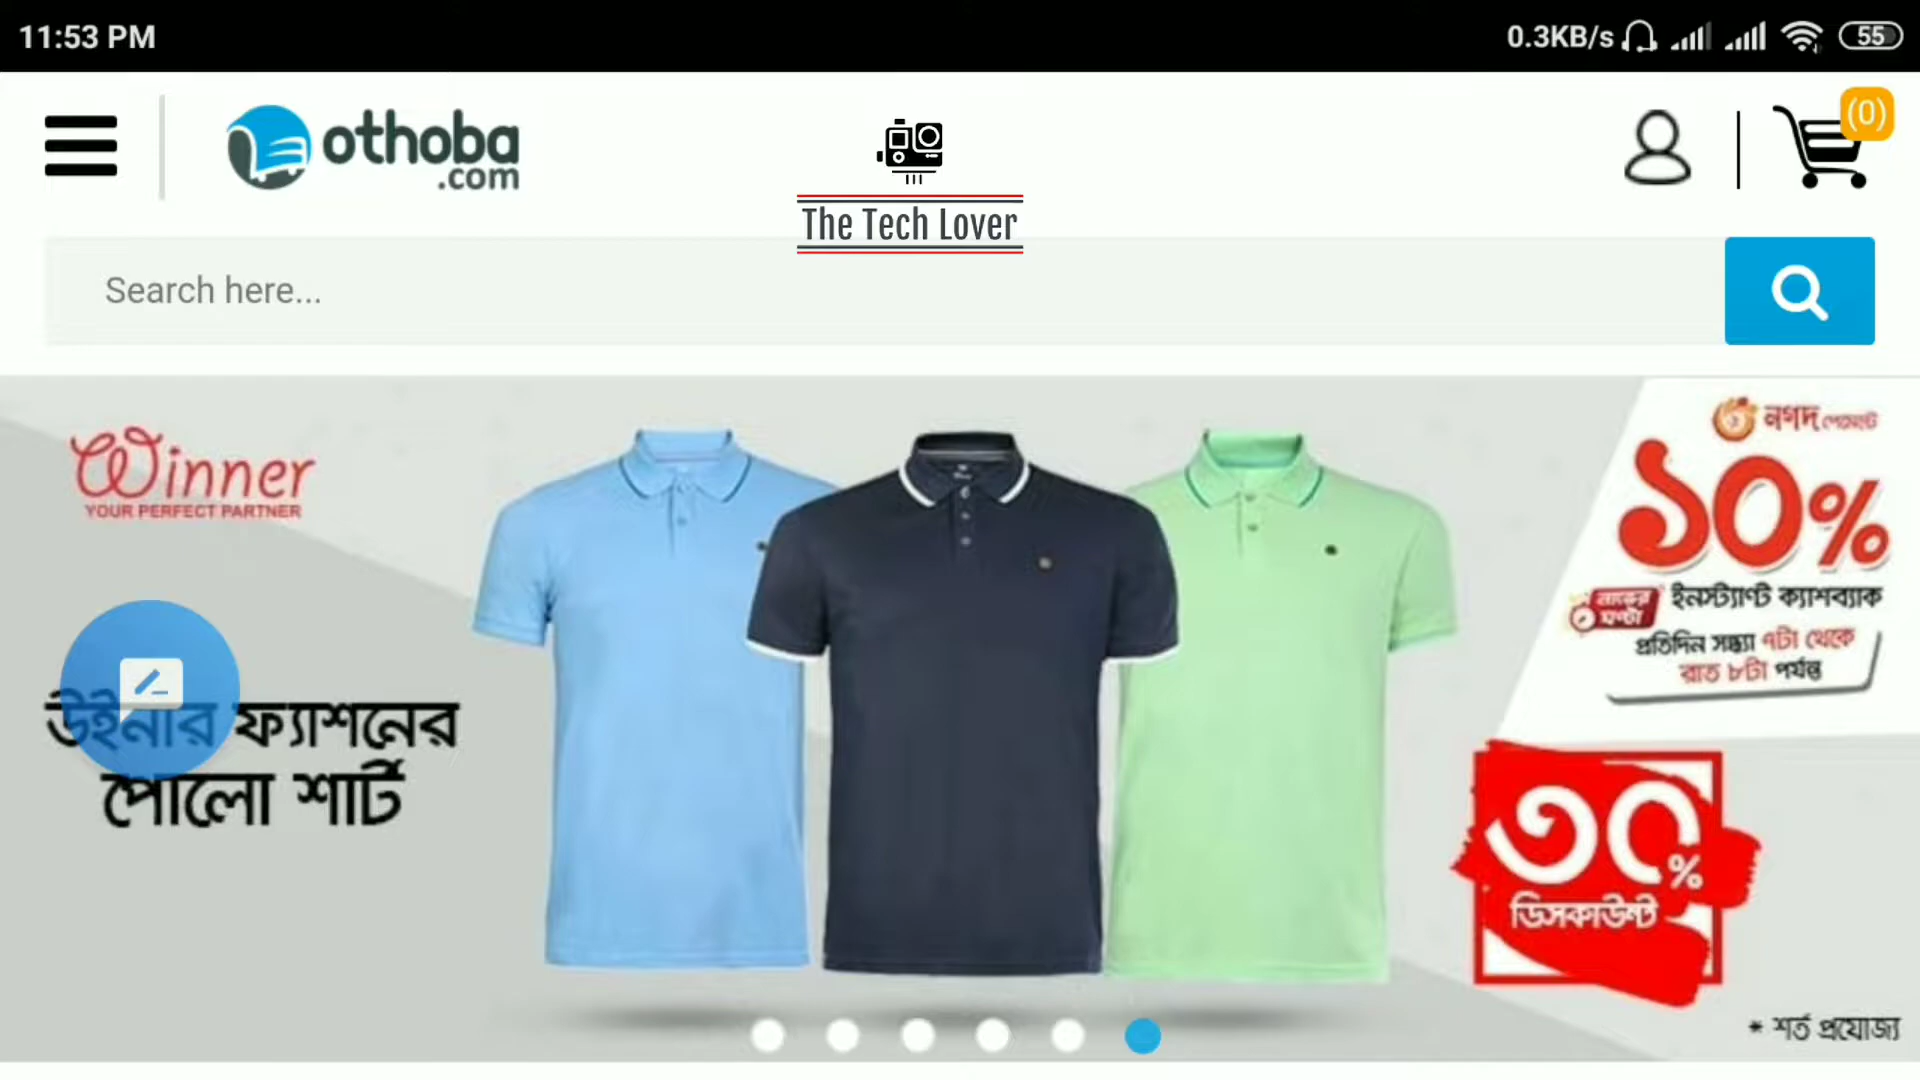 11:53 PM
0.3KB/s
55
othoba
.com
(0)
The Tech Lover
Search here...
Winner
YOUR PERFECT PARTNER
নগদ পেমেন্টে
১০%
ইনস্ট্যান্ট ক্যাশব্যাক
প্রতিদিন সন্ধ্যা ৭টা থেকে
রাত ৮টা পর্যন্ত
উইনার ফ্যাশনের
পোলো শার্ট
৩০%
ডিসকাউন্ট
* শর্ত প্রযোজ্য